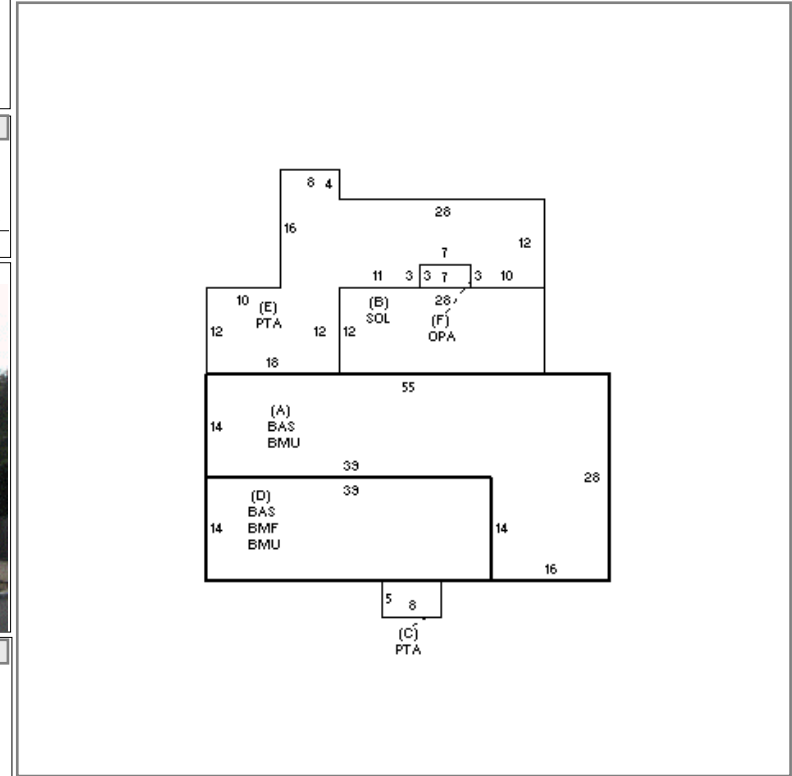 8 4
28
16
12
7
11 3 3 7 3 10
10 (E) PTA
12 12
18
(B) SOL
28
12
(F) OPA
55
14
(A)
BAS
BMU
39
28
39
14
(D)
BAS
BMF
BMU
14
16
5 8
(C)
PTA